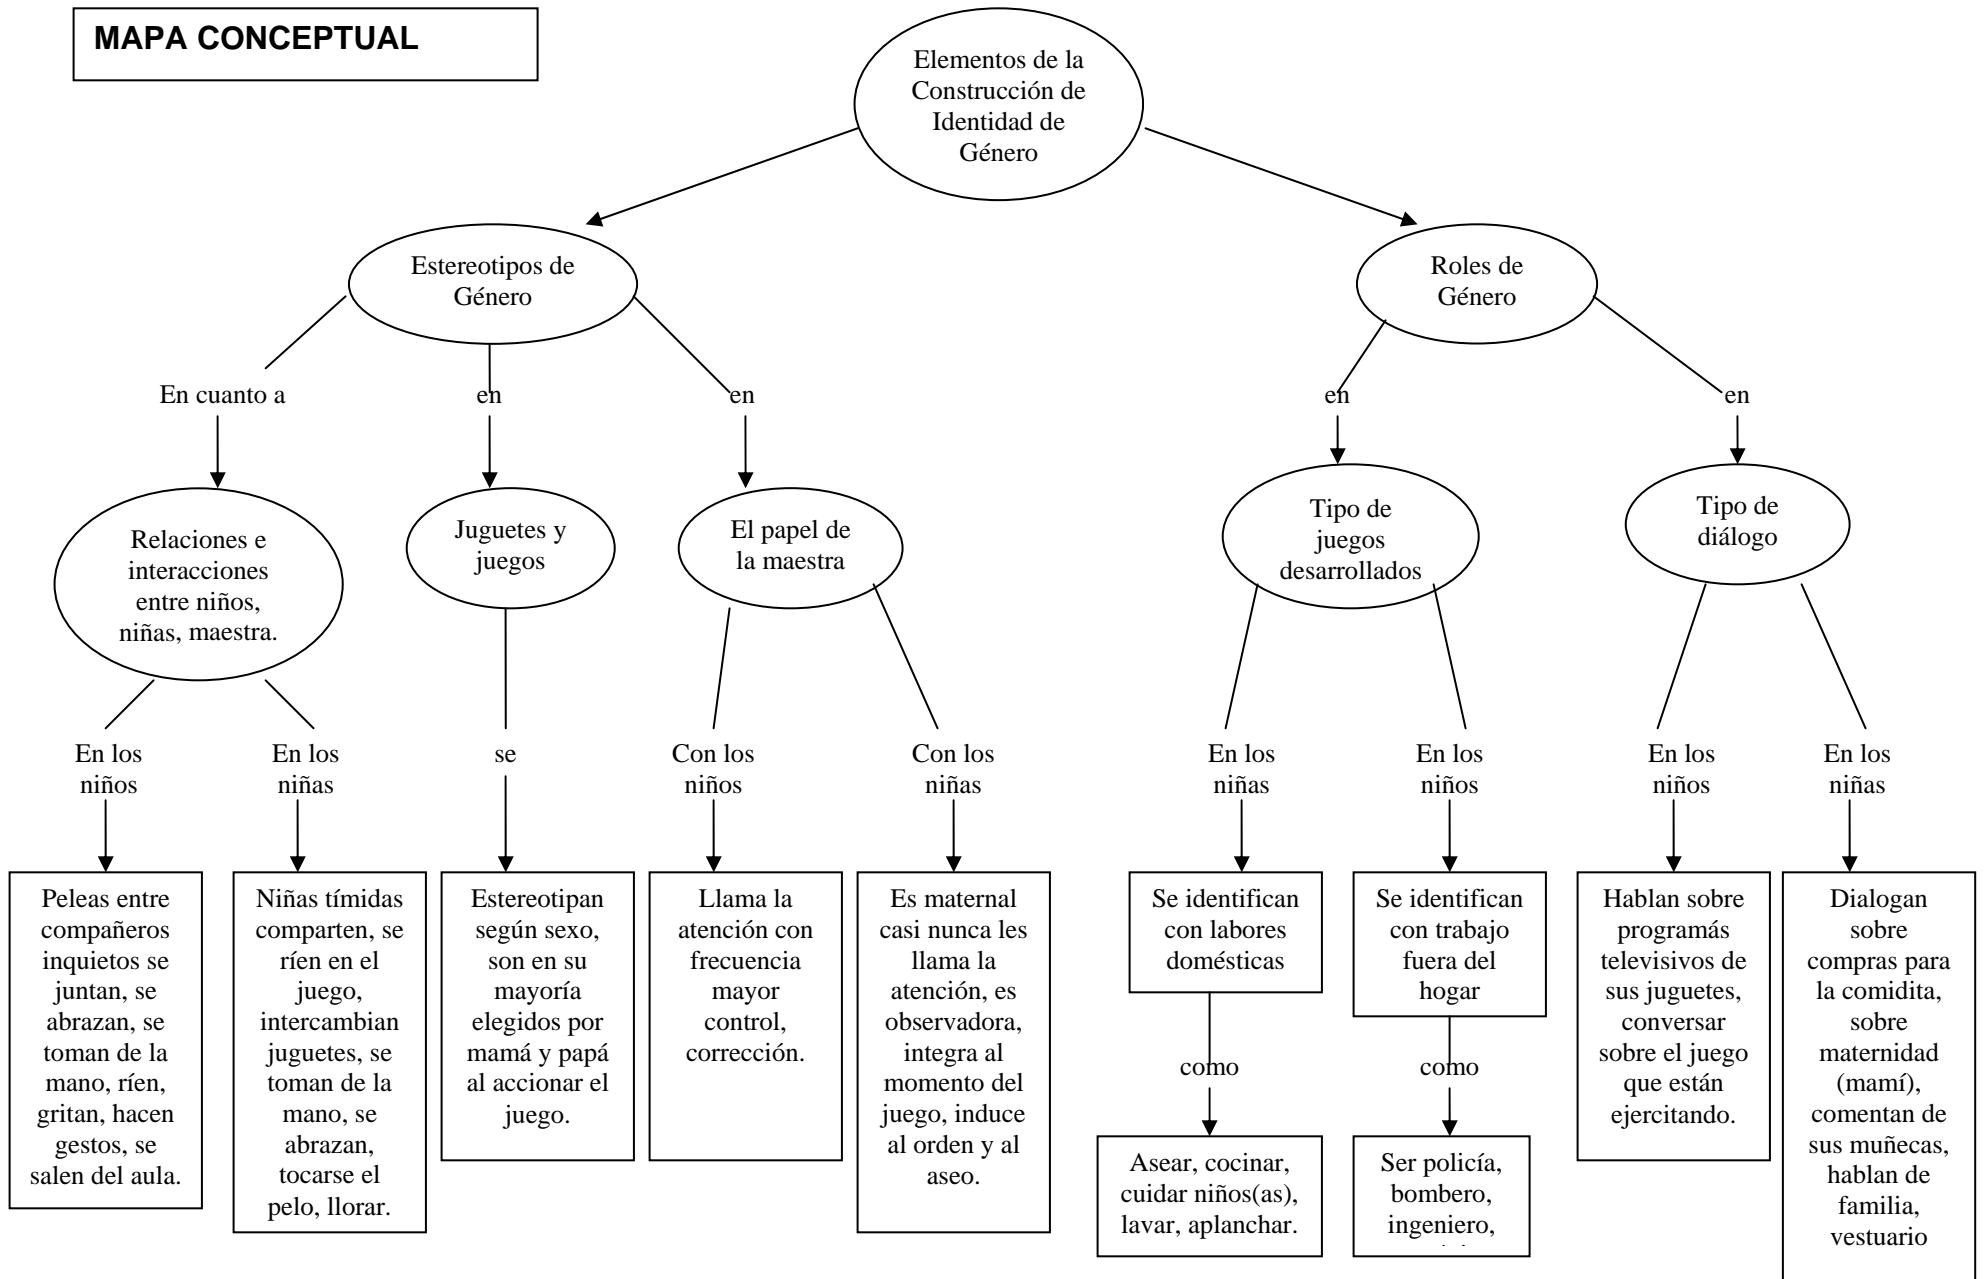 MAPA CONCEPTUAL
Elementos de la
Construcción de
Identidad de
Género
Estereotipos de
Género
Roles de
Género
En cuanto a
en
en
en
en
Relaciones e
interacciones
entre niños,
niñas, maestra.
Juguetes y
juegos
El papel de
la maestra
Tipo de
juegos
desarrollados
Tipo de
diálogo
En los
niños
En los
niñas
se
Con los
niños
Con los
niñas
En los
niñas
En los
niños
En los
niños
En los
niñas
Peleas entre
compañeros
inquietos se
juntan, se
abrazan, se
toman de la
mano, ríen,
gritan, hacen
gestos, se
salen del aula.
Niñas tímidas
comparten, se
ríen en el
juego,
intercambian
juguetes, se
toman de la
mano, se
abrazan,
tocarse el
pelo, llorar.
Estereotipan
según sexo,
son en su
mayoría
elegidos por
mamá y papá
al accionar el
juego.
Llama la
atención con
frecuencia
mayor
control,
corrección.
Es maternal
casi nunca les
llama la
atención, es
observadora,
integra al
momento del
juego, induce
al orden y al
aseo.
Se identifican
con labores
domésticas
como
Asear, cocinar,
cuidar niños(as),
lavar, aplanchar.
Se identifican
con trabajo
fuera del
hogar
como
Ser policía,
bombero,
ingeniero,
Hablan sobre
programás
televisivos de
sus juguetes,
conversar
sobre el juego
que están
ejercitando.
Dialogan
sobre
compras para
la comidita,
sobre
maternidad
(mamí),
comentan de
sus muñecas,
hablan de
familia,
vestuario